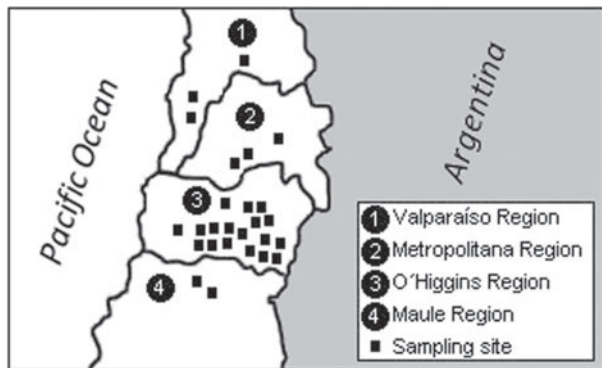 1
Pacific Ocean
2
Argentina
3
4
1 Valparaíso Region
2 Metropolitana Region
3 O´Higgins Region
4 Maule Region
Sampling site